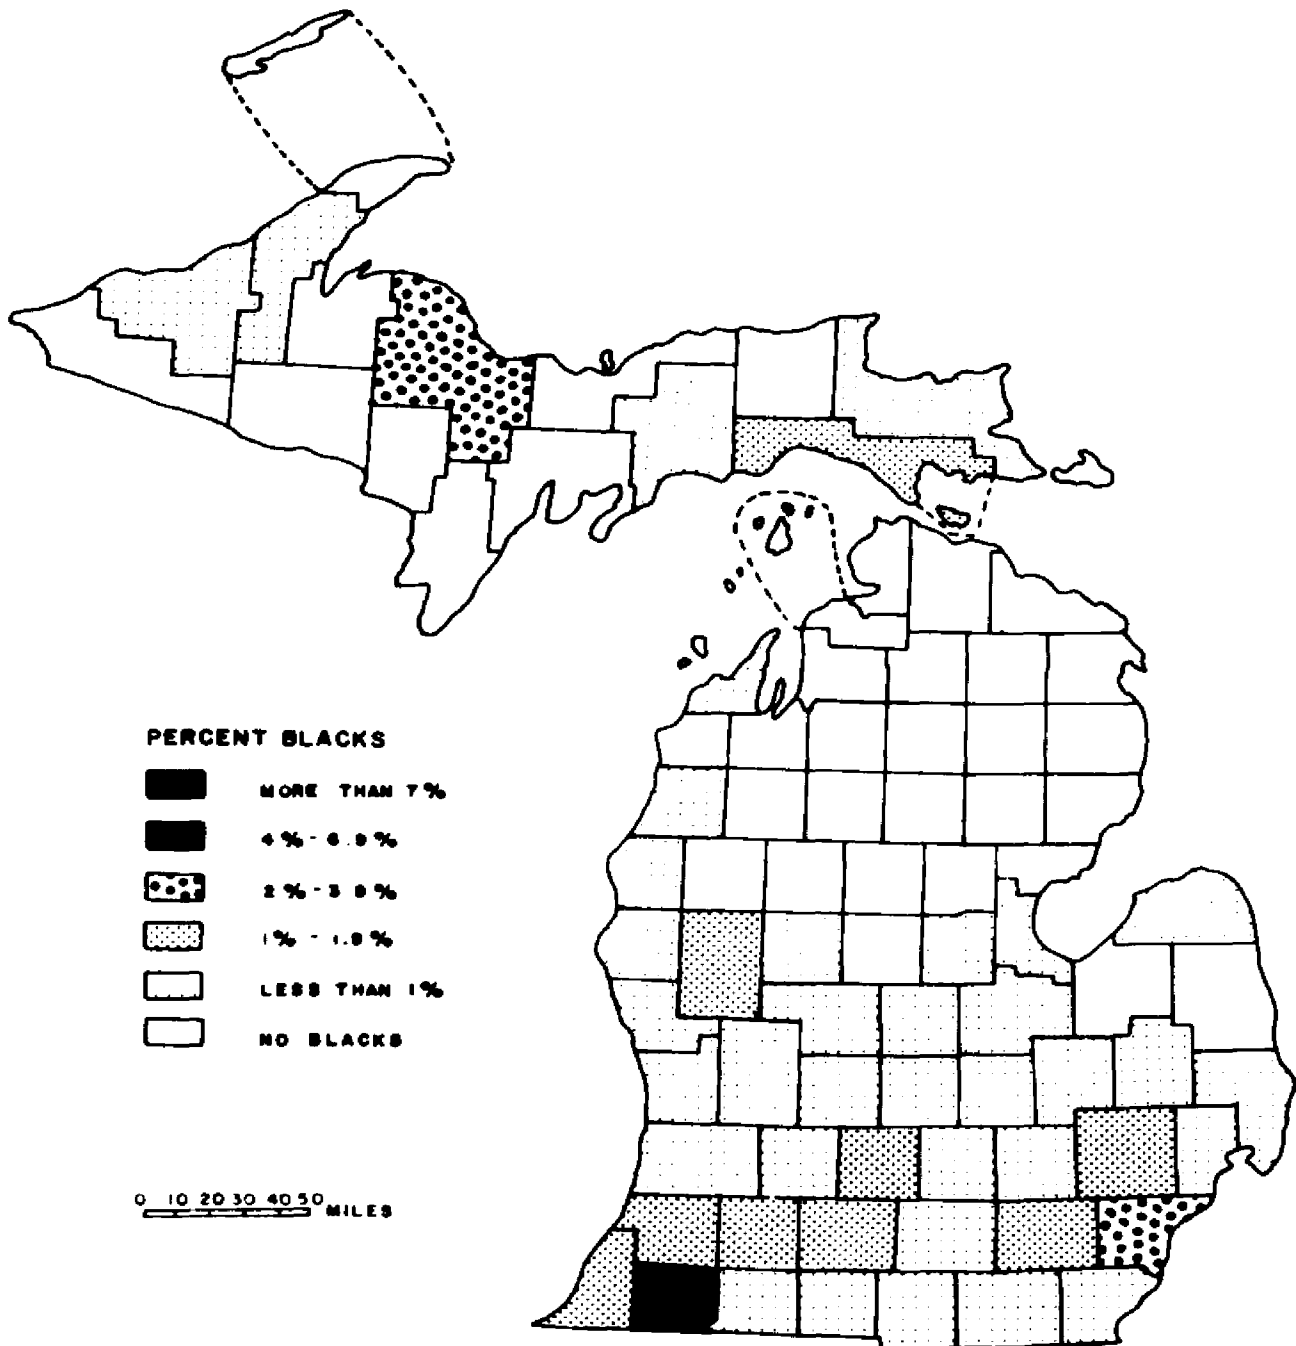 PERCENT BLACKS
MORE THAN 7%
4% - 6.9%
2% - 3.9%
1% - 1.9%
LESS THAN 1%
NO BLACKS
0 10 20 30 40 50 MILES